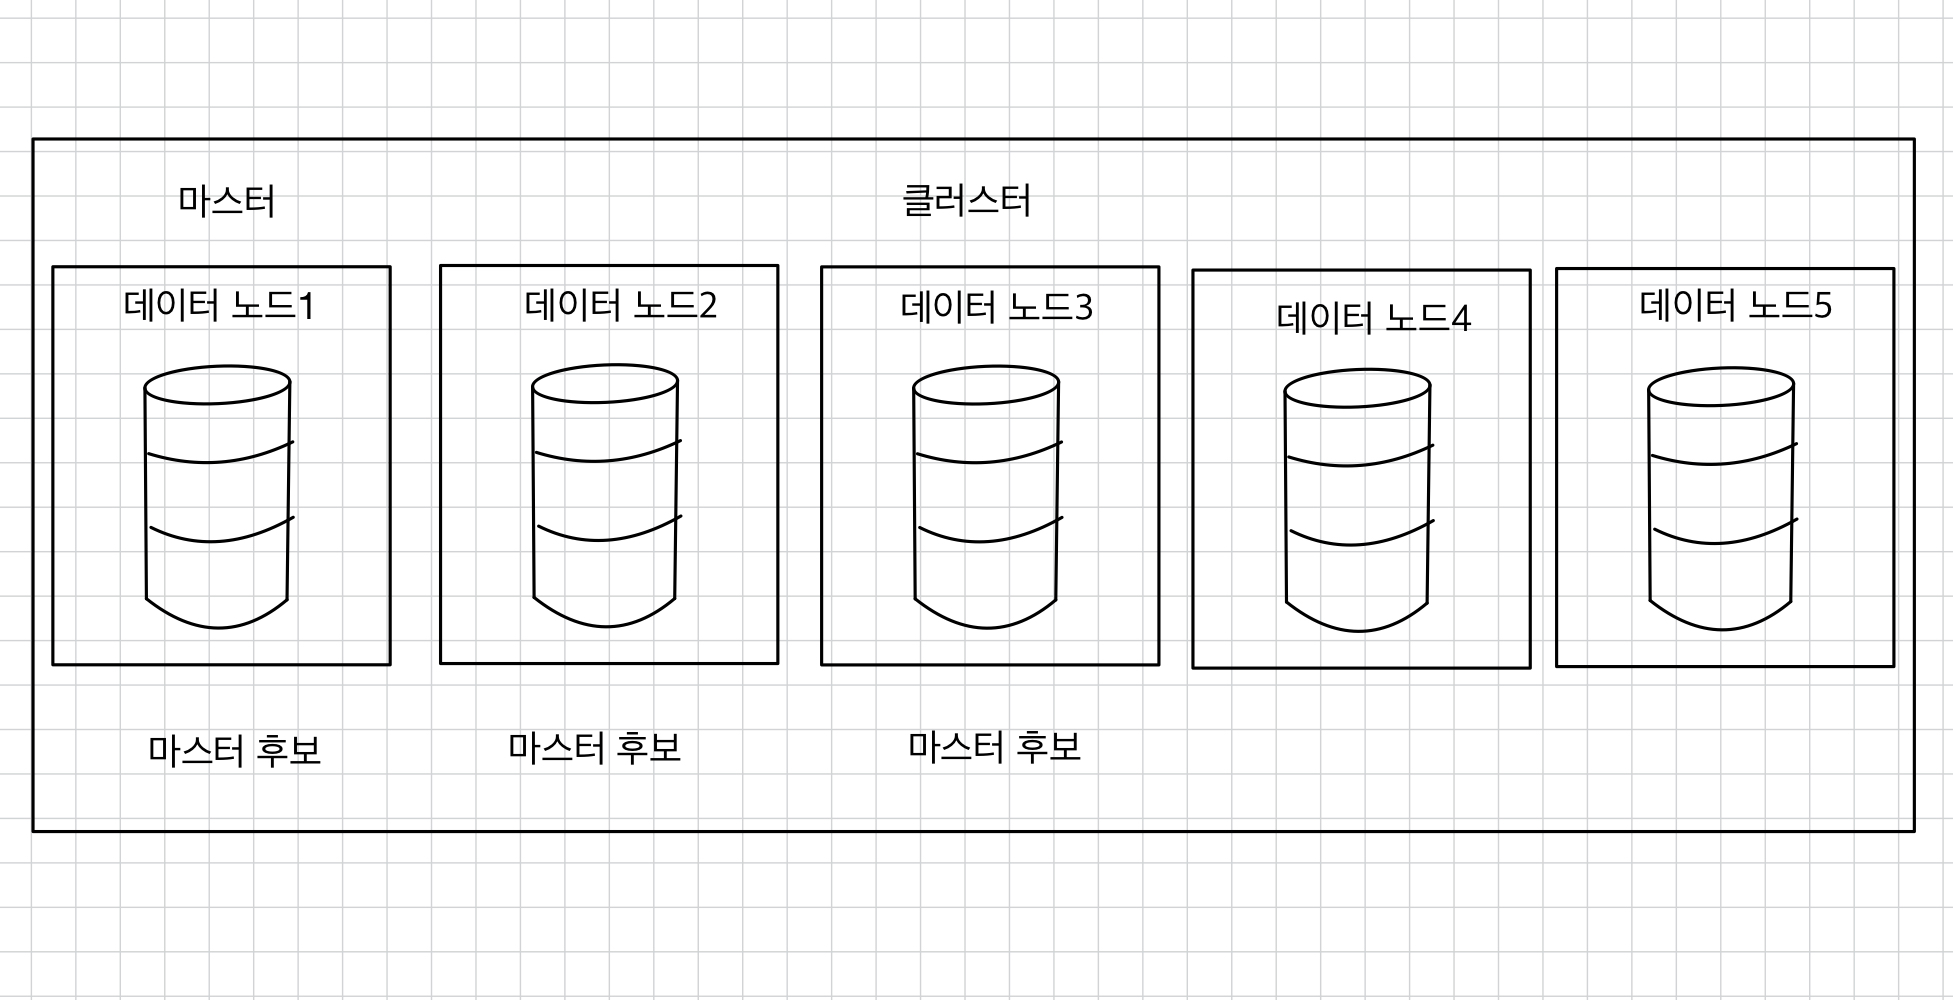 마스터
클러스터
데이터 노드1
데이터 노드2
데이터 노드3
데이터 노드4
데이터 노드5
마스터 후보
마스터 후보
마스터 후보